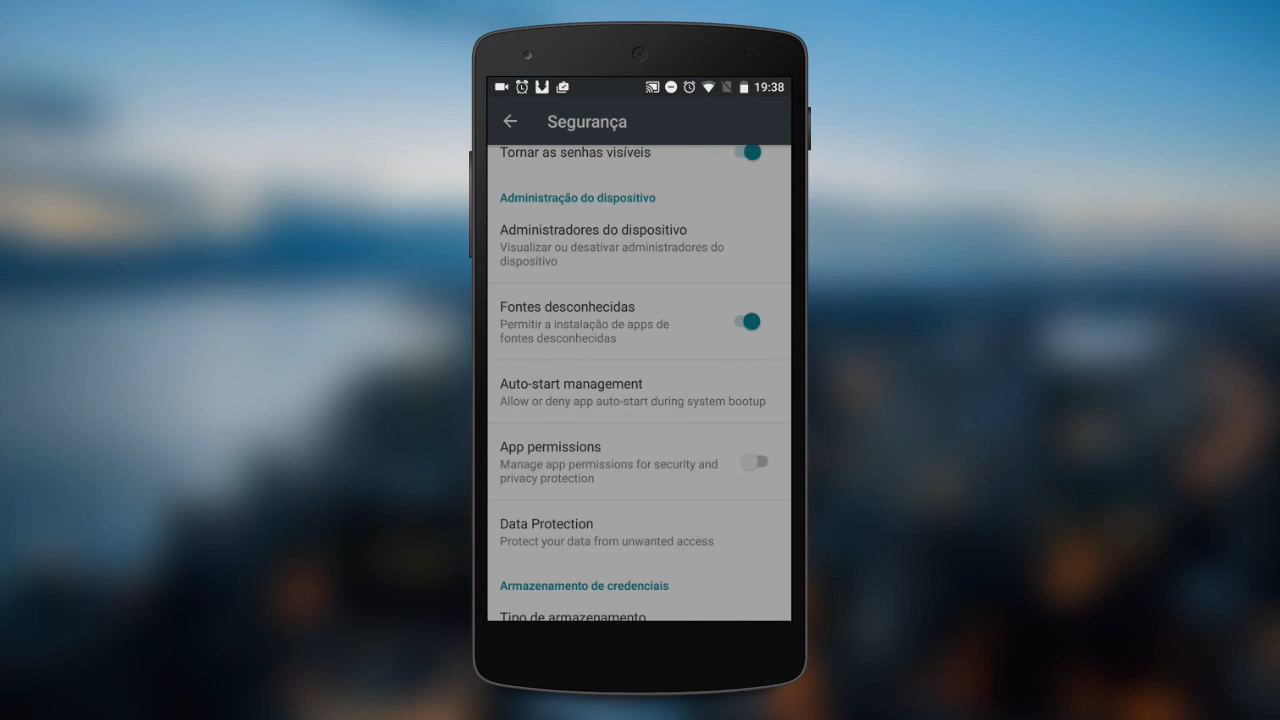 19:38
Segurança
Tornar as senhas visíveis
Administração do dispositivo
Administradores do dispositivo
Visualizar ou desativar administradores do
dispositivo
Fontes desconhecidas
Permitir a instalação de apps de
fontes desconhecidas
Auto-start management
Allow or deny app auto-start during system bootup
App permissions
Manage app permissions for security and
privacy protection
Data Protection
Protect your data from unwanted access
Armazenamento de credenciais
Tipo de armazenamento